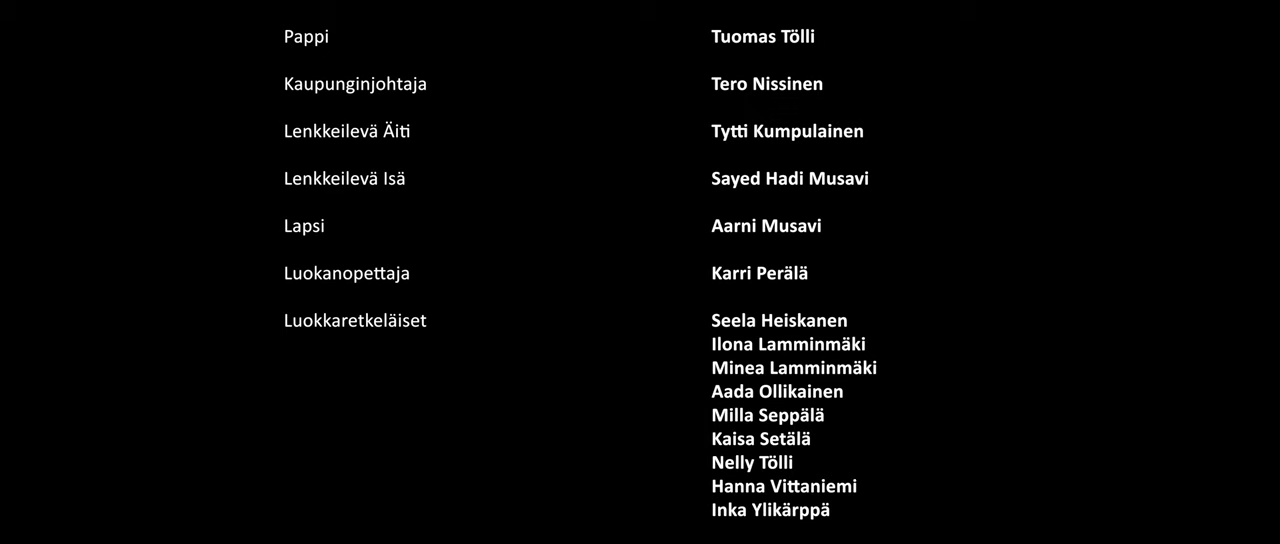 Pappi Tuomas Tölli
Kaupunginjohtaja Tero Nissinen
Lenkkeilevä Äiti Tytti Kumpulainen
Lenkkeilevä Isä Sayed Hadi Musavi
Lapsi Aarni Musavi
Luokanopettaja Karri Perälä
Luokkaretkeläiset Seela Heiskanen
Ilona Lamminmäki
Minea Lamminmäki
Aada Ollikainen
Milla Seppälä
Kaisa Setälä
Nelly Tölli
Hanna Vittaniemi
Inka Ylikärppä